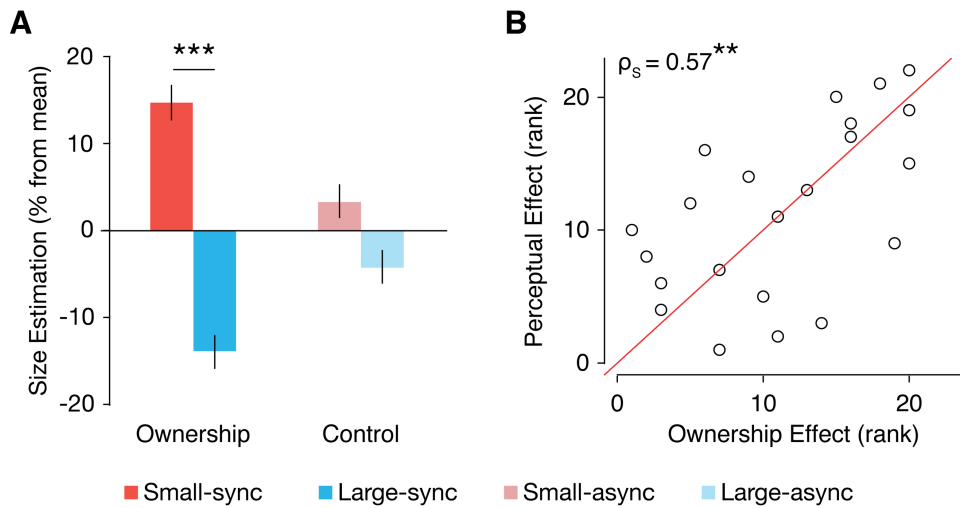 A
***
20
10
0
-10
-20
Size Estimation (% from mean)
Ownership
Control
B
ρS = 0.57**
20
10
0
Perceptual Effect (rank)
0
10
20
Ownership Effect (rank)
Small-sync
Large-sync
Small-async
Large-async